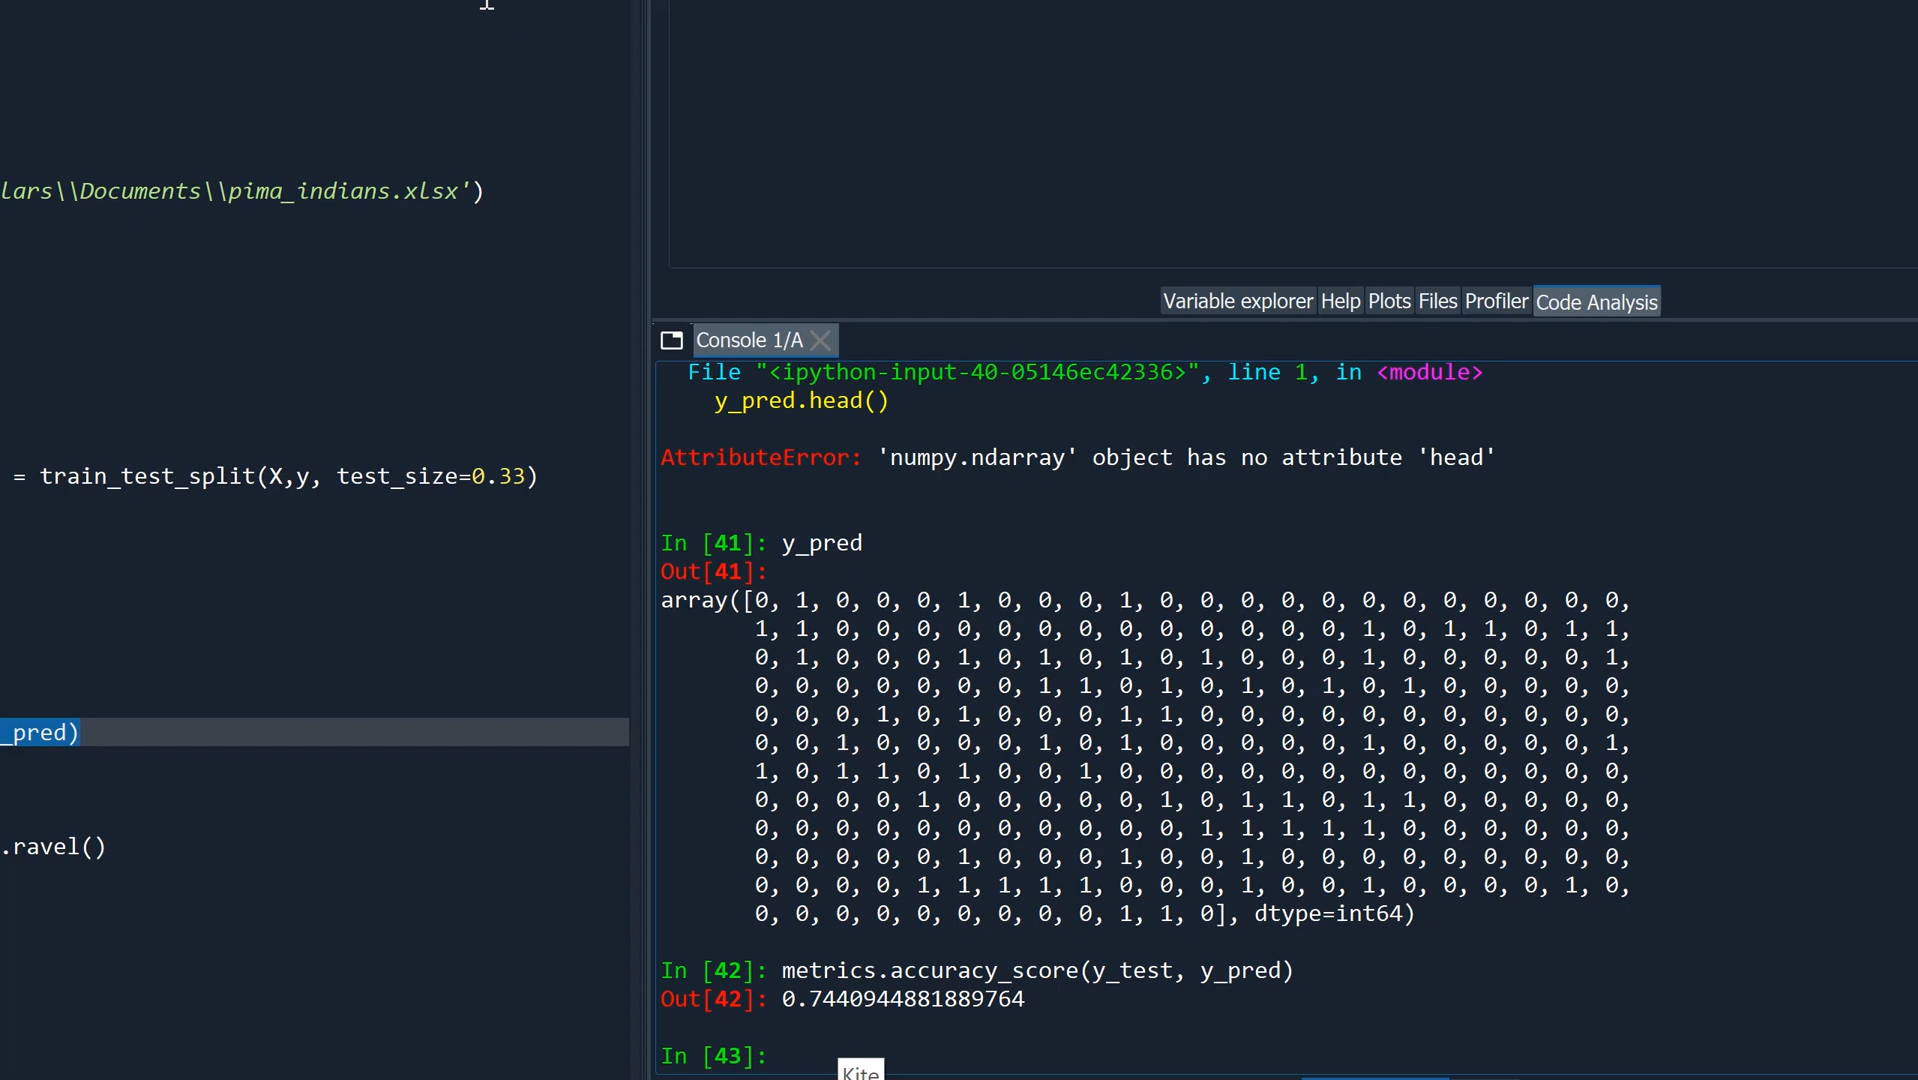 lars\\Documents\\pima_indians.xlsx')
= train_test_split(X,y, test_size=0.33)
_pred)
.ravel()
Variable explorer Help Plots Files Profiler Code Analysis
Console 1/A
File "<ipython-input-40-05146ec42336>", line 1, in <module>
y_pred.head()
AttributeError: 'numpy.ndarray' object has no attribute 'head'
In [41]: y_pred
Out[41]:
array([0, 1, 0, 0, 0, 1, 0, 0, 0, 1, 0, 0, 0, 0, 0, 0, 0, 0, 0, 0, 0, 0,
1, 1, 0, 0, 0, 0, 0, 0, 0, 0, 0, 0, 0, 0, 0, 1, 0, 1, 1, 0, 1, 1,
0, 1, 0, 0, 0, 1, 0, 1, 0, 1, 0, 1, 0, 0, 0, 1, 0, 0, 0, 0, 0, 1,
0, 0, 0, 0, 0, 0, 0, 1, 1, 0, 1, 0, 1, 0, 1, 0, 1, 0, 0, 0, 0, 0,
0, 0, 0, 1, 0, 1, 0, 0, 0, 1, 1, 0, 0, 0, 0, 0, 0, 0, 0, 0, 0, 0,
0, 0, 1, 0, 0, 0, 0, 1, 0, 1, 0, 0, 0, 0, 0, 1, 0, 0, 0, 0, 0, 1,
1, 0, 1, 1, 0, 1, 0, 0, 1, 0, 0, 0, 0, 0, 0, 0, 0, 0, 0, 0, 0, 0,
0, 0, 0, 0, 1, 0, 0, 0, 0, 0, 1, 0, 1, 1, 0, 1, 1, 0, 0, 0, 0, 0,
0, 0, 0, 0, 0, 0, 0, 0, 0, 0, 0, 1, 1, 1, 1, 1, 0, 0, 0, 0, 0, 0,
0, 0, 0, 0, 0, 1, 0, 0, 0, 1, 0, 0, 1, 0, 0, 0, 0, 0, 0, 0, 0, 0,
0, 0, 0, 0, 1, 1, 1, 1, 1, 0, 0, 0, 1, 0, 0, 1, 0, 0, 0, 0, 1, 0,
0, 0, 0, 0, 0, 0, 0, 0, 0, 1, 1, 0], dtype=int64)
In [42]: metrics.accuracy_score(y_test, y_pred)
Out[42]: 0.7440944881889764
In [43]:
Kite